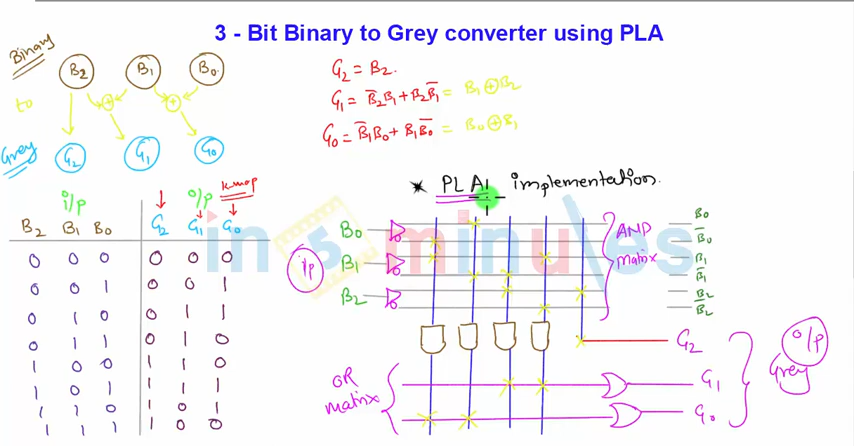 3 - Bit Binary to Grey converter using PLA
Binary
B2 B1 B0
to
+ +
Grey
G2 G1 G0
G2 = B2.
G1 = B̅2B1 + B2B̅1 = B1 ⊕ B2
G0 = B̅1B0 + B1B̅0 = B0 ⊕ B1
i/p o/p k-map
B2 B1 B0 G2 G1 G0
0 0 0 0 0 0
0 0 1 0 0 1
0 1 0 0 1 1
0 1 1 0 1 0
1 0 0 1 1 0
1 0 1 1 1 1
1 1 0 1 0 1
1 1 1 1 0 0
* PLA implementation.
i/p
B0
B1
B2
AND
matrix
B0
B̅0
B1
B̅1
B2
B̅2
in 5 minutes
OR
matrix
G2
G1
G0
o/p
Grey